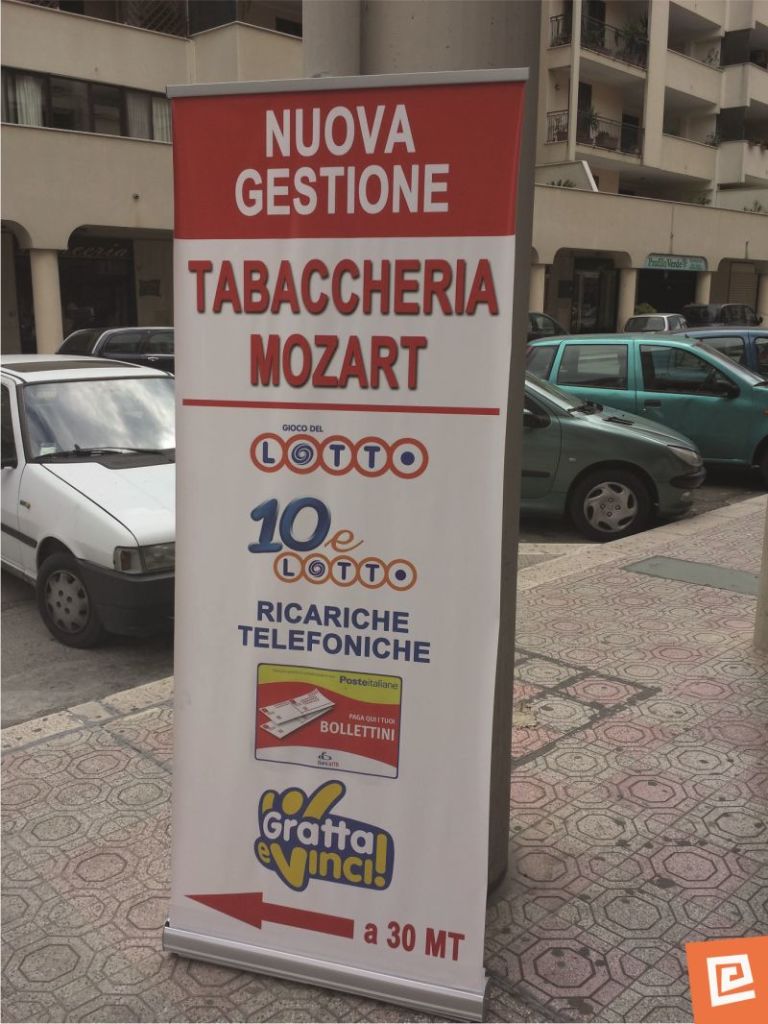 NUOVA
GESTIONE
TABACCHERIA
MOZART
GIOCO DEL
LOTTO
10 e
LOTTO
RICARICHE
TELEFONICHE
Posteitaliane
PAGA QUI I TUOI
BOLLETTINI
Gratta
e Vinci!
a 30 MT